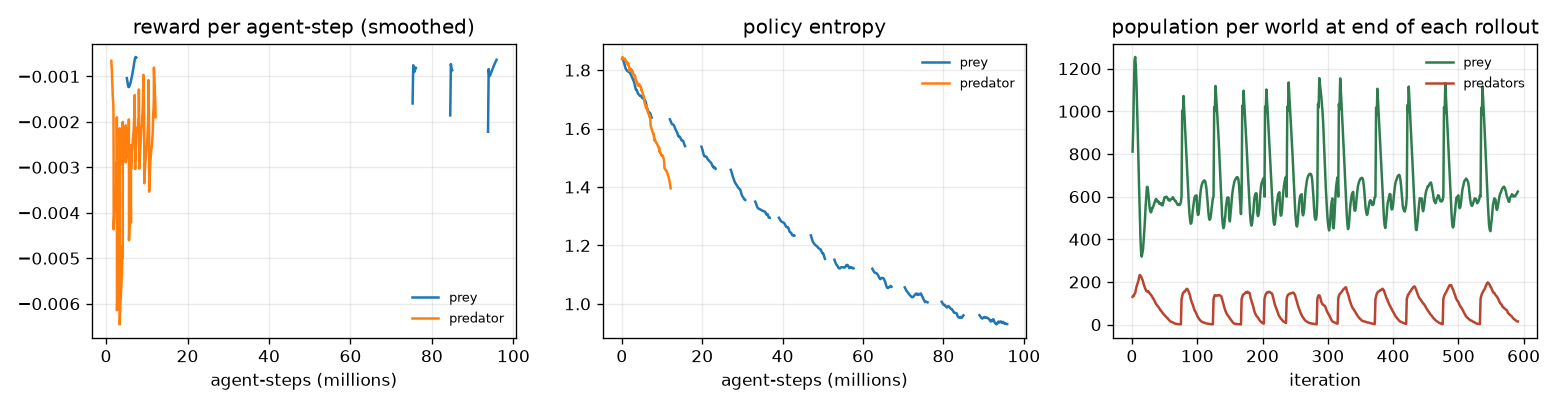 reward per agent-step (smoothed)
−0.001
−0.002
−0.003
−0.004
−0.005
−0.006
prey
predator
0 20 40 60 80 100
agent-steps (millions)
policy entropy
1.8
1.6
1.4
1.2
1.0
prey
predator
0 20 40 60 80 100
agent-steps (millions)
population per world at end of each rollout
1200
1000
800
600
400
200
0
prey
predators
0 100 200 300 400 500 600
iteration